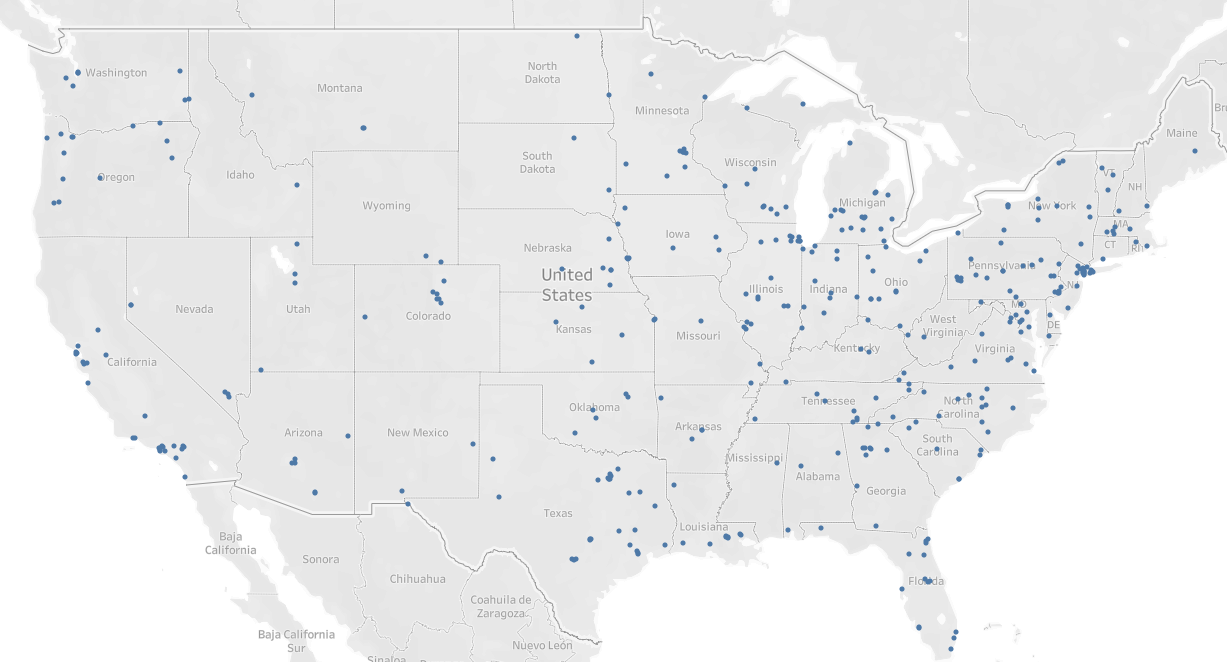 Washington
Montana
North
Dakota
Minnesota
Maine
Oregon
Idaho
South
Dakota
Wisconsin
VT
NH
Wyoming
Michigan
New York
MA
CT
RI
Iowa
Nebraska
United
States
Pennsylvania
Nevada
Utah
Colorado
Illinois
Indiana
Ohio
NJ
MD
DE
Kansas
Missouri
West
Virginia
California
Kentucky
Virginia
Oklahoma
Tennessee
North
Carolina
Arizona
New Mexico
Arkansas
South
Carolina
Mississippi
Alabama
Georgia
Texas
Louisiana
Baja
California
Sonora
Chihuahua
Florida
Coahuila de
Zaragoza
Baja California
Sur
Nuevo León
Sinaloa